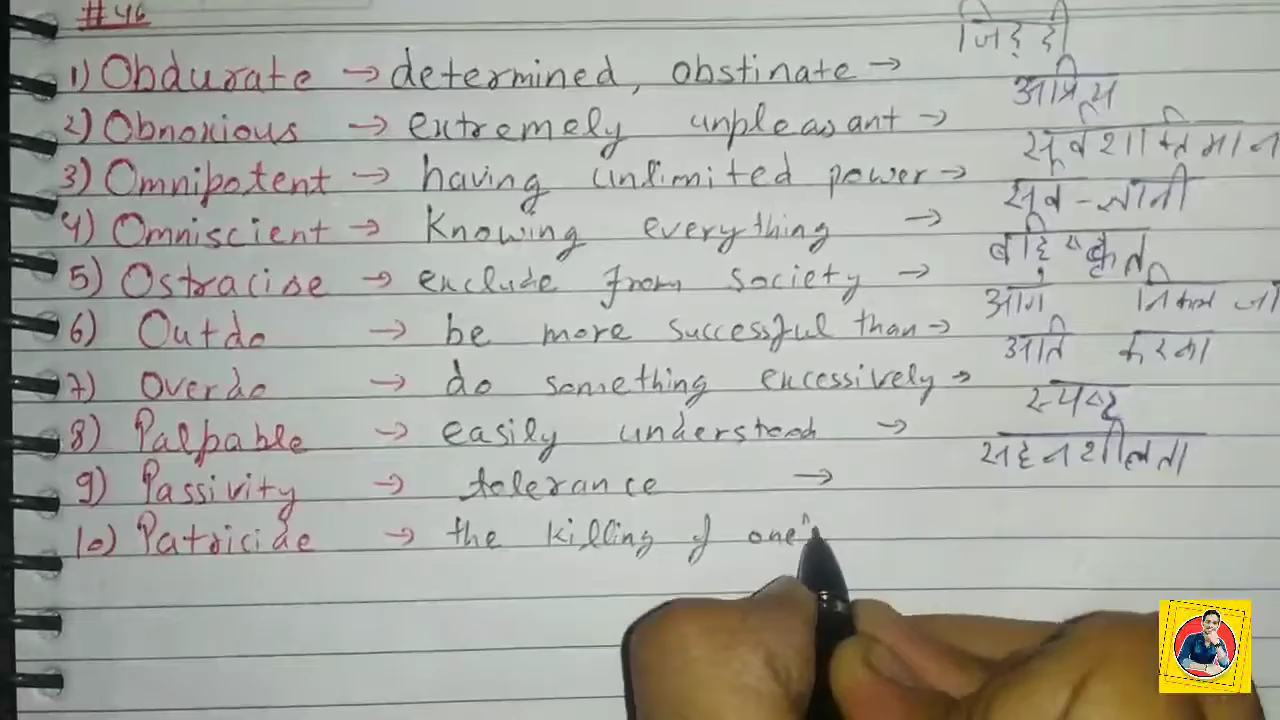 #46
1) Obdurate → determined, obstinate → जिद्दी
2) Obnoxious → extremely unpleasant → अप्रिय
3) Omnipotent → having unlimited power → सर्वशक्तिमान
4) Omniscient → Knowing everything → सर्व-ज्ञानी
5) Ostracise → exclude from society → बहिष्कृत
6) Outdo → be more successful than → आगे
7) Overdo → do something excessively → अति करना
8) Palpable → easily understood → स्पष्ट
9) Passivity → tolerance → सहनशीलता
10) Patricide → the killing of one's